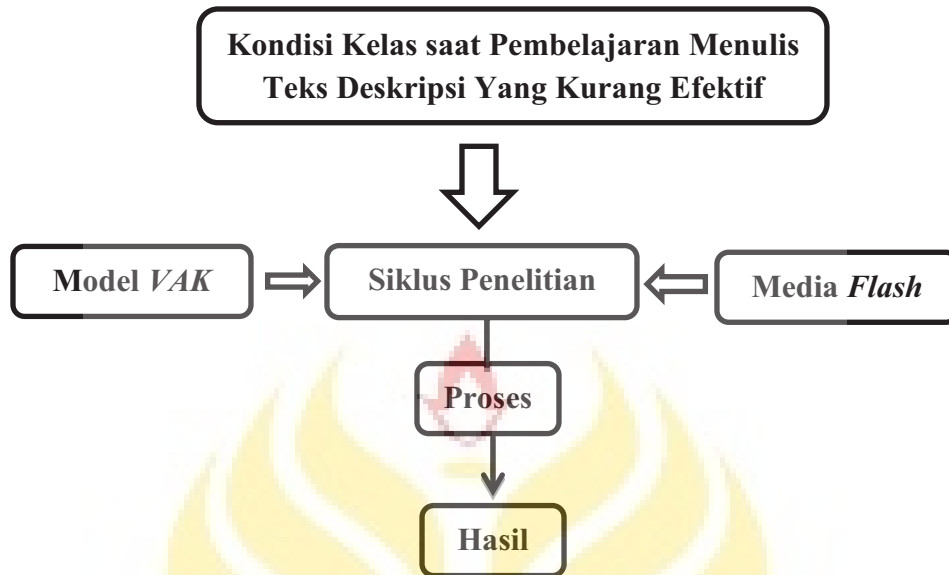 Kondisi Kelas saat Pembelajaran Menulis
Teks Deskripsi Yang Kurang Efektif
Model VAK
Siklus Penelitian
Media Flash
Proses
Hasil